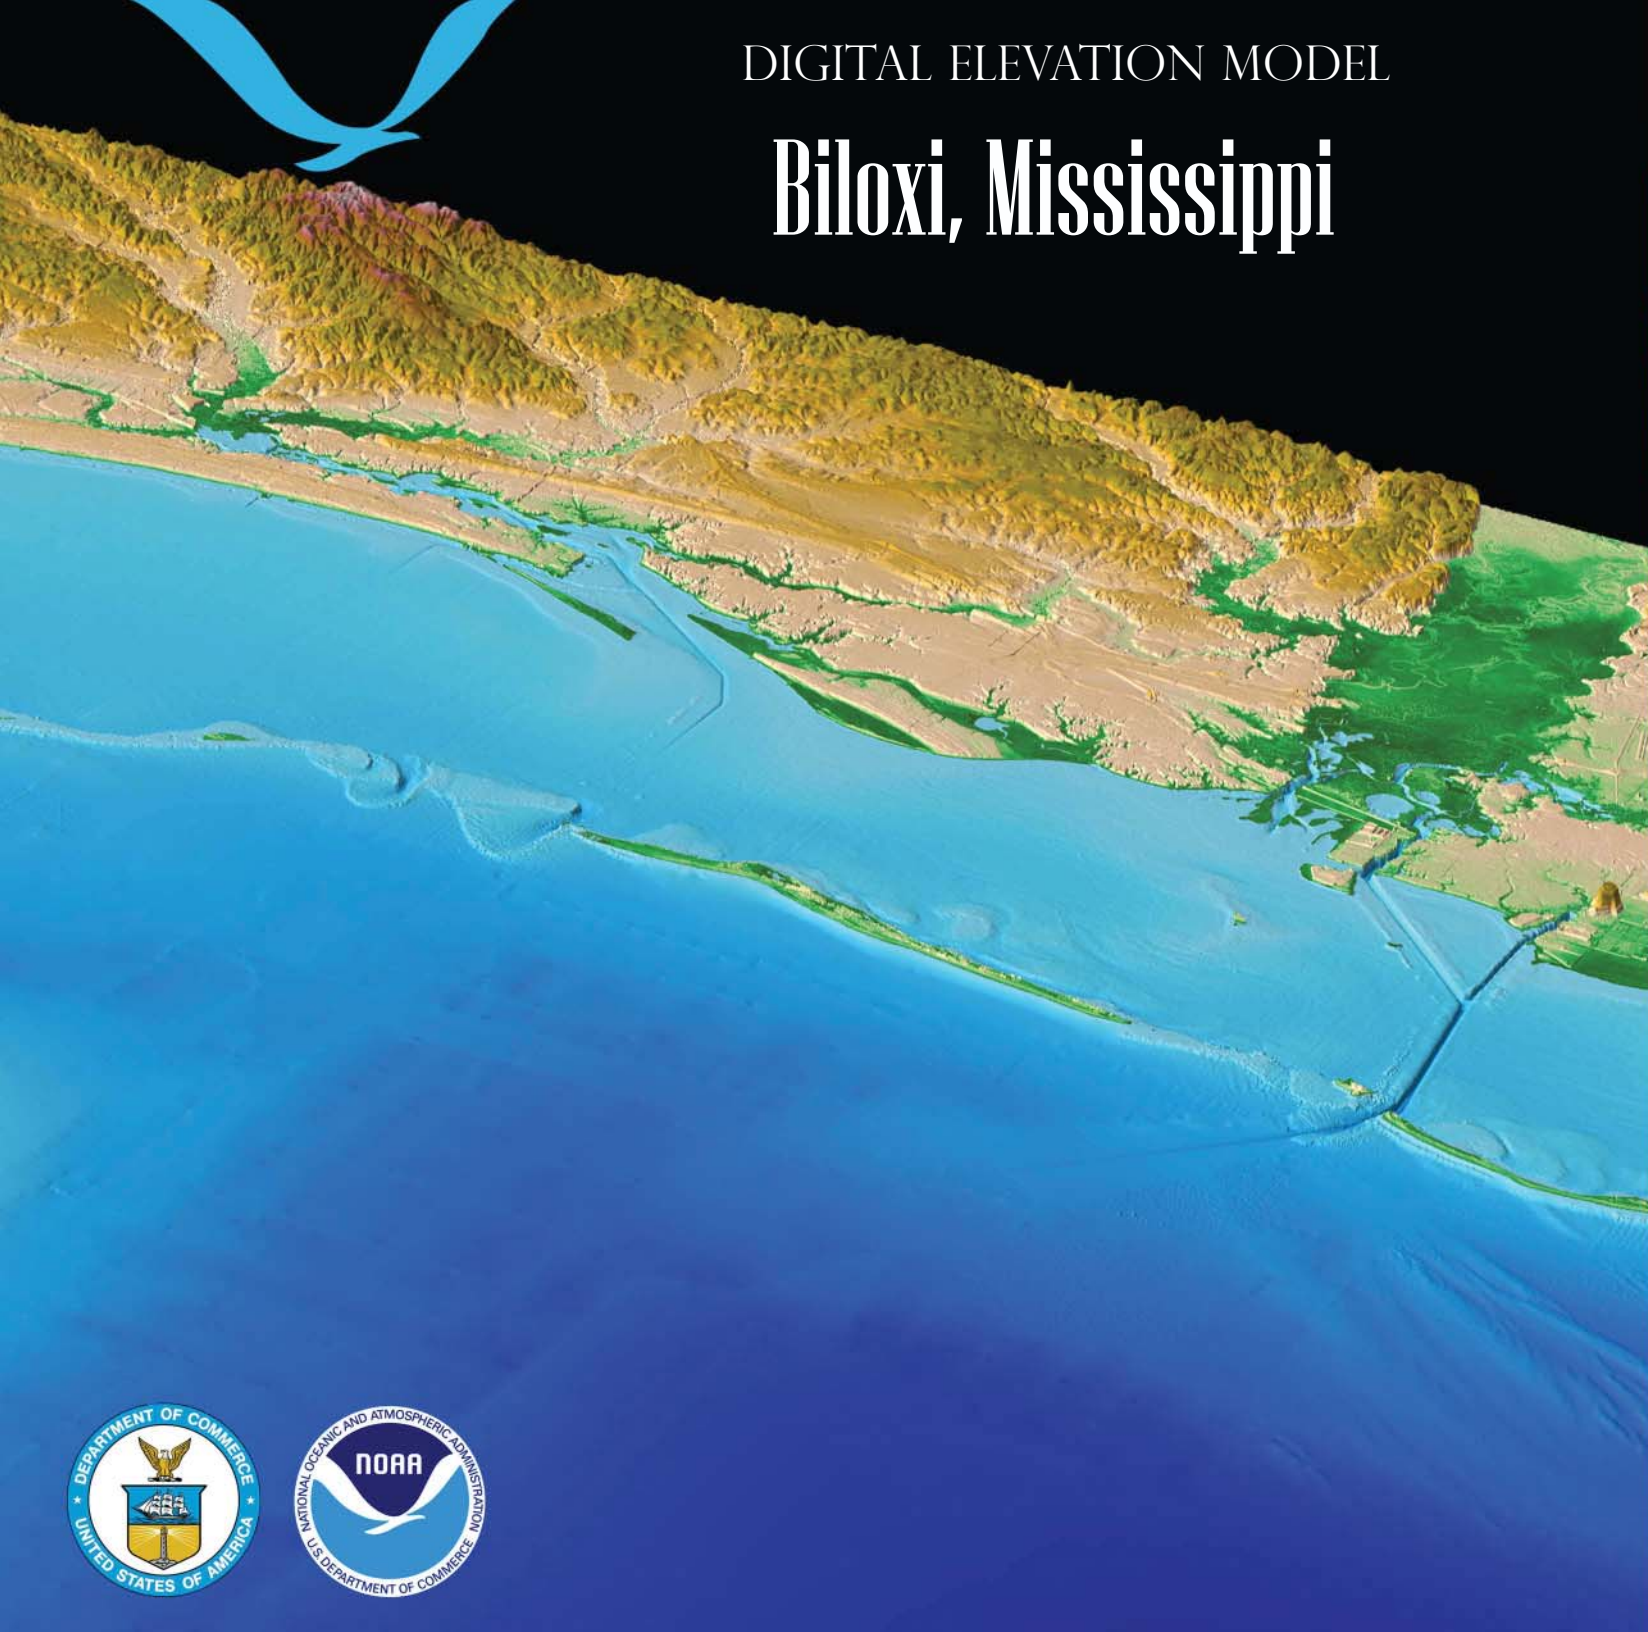 DIGITAL ELEVATION MODEL
Biloxi, Mississippi
DEPARTMENT OF COMMERCE
UNITED STATES OF AMERICA
NATIONAL OCEANIC AND ATMOSPHERIC ADMINISTRATION
NOAA
U.S. DEPARTMENT OF COMMERCE